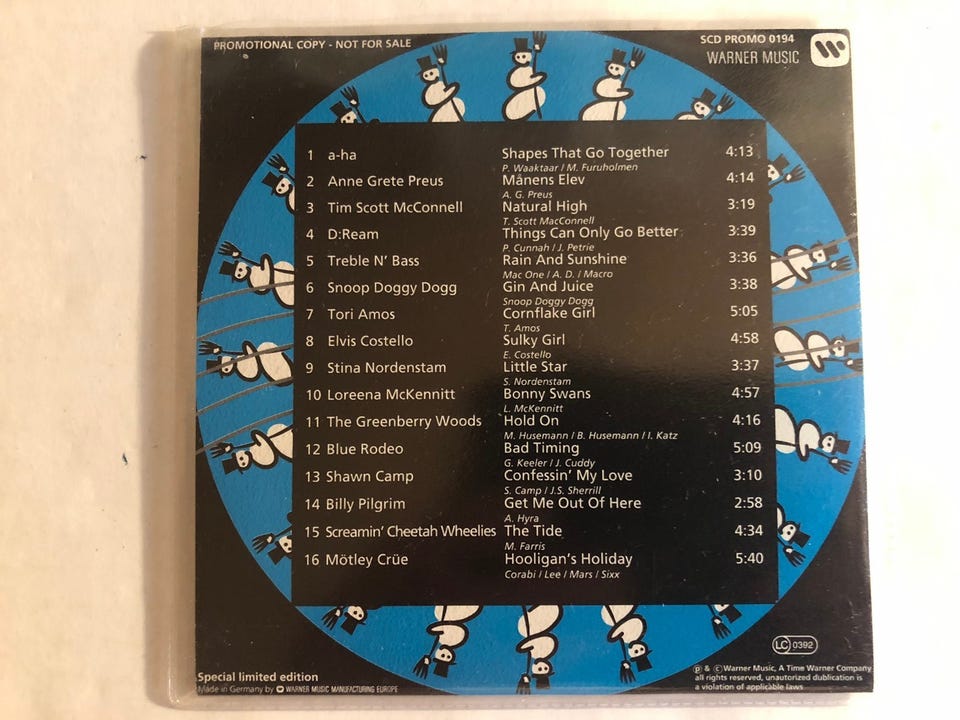 PROMOTIONAL COPY - NOT FOR SALE
SCD PROMO 0194
WARNER MUSIC
1 a-ha Shapes That Go Together 4:13
P. Waaktaar / M. Furuholmen
2 Anne Grete Preus Månens Elev 4:14
A. G. Preus
3 Tim Scott McConnell Natural High 3:19
T. Scott MacConnell
4 D:Ream Things Can Only Go Better 3:39
P. Cunnah / J. Petrie
5 Treble N' Bass Rain And Sunshine 3:36
Mac One / A. D. / Macro
6 Snoop Doggy Dogg Gin And Juice 3:38
Snoop Doggy Dogg
7 Tori Amos Cornflake Girl 5:05
T. Amos
8 Elvis Costello Sulky Girl 4:58
E. Costello
9 Stina Nordenstam Little Star 3:37
S. Nordenstam
10 Loreena McKennitt Bonny Swans 4:57
L. McKennitt
11 The Greenberry Woods Hold On 4:16
M. Husemann / B. Husemann / I. Katz
12 Blue Rodeo Bad Timing 5:09
G. Keeler / J. Cuddy
13 Shawn Camp Confessin' My Love 3:10
S. Camp / J.S. Sherrill
14 Billy Pilgrim Get Me Out Of Here 2:58
A. Hyra
15 Screamin' Cheetah Wheelies The Tide 4:34
M. Farris
16 Mötley Crüe Hooligan's Holiday 5:40
Corabi / Lee / Mars / Sixx
LC 0392
Special limited edition
Made in Germany by WARNER MUSIC MANUFACTURING EUROPE
℗ & © Warner Music, A Time Warner Company
all rights reserved, unautorized dublication is
a violation of applicable laws